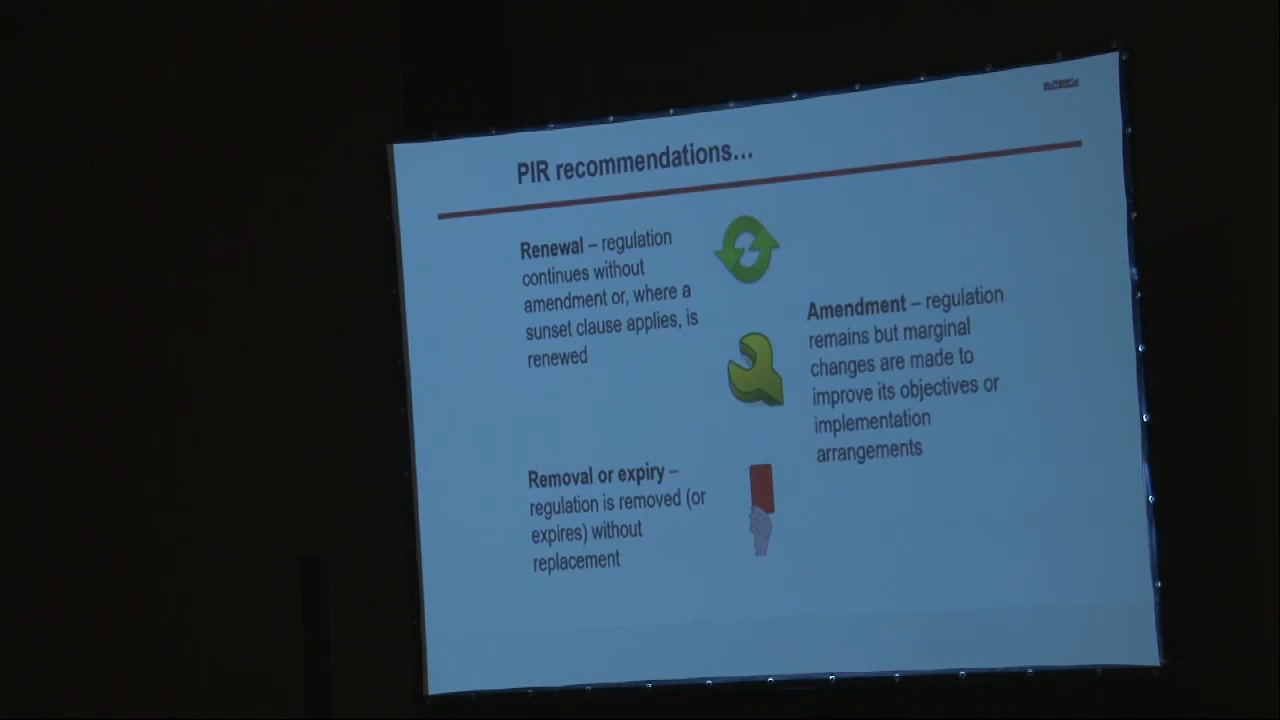 PIR recommendations…
Renewal – regulation
continues without
amendment or, where a
sunset clause applies, is
renewed
Amendment – regulation
remains but marginal
changes are made to
improve its objectives or
implementation
arrangements
Removal or expiry –
regulation is removed (or
expires) without
replacement